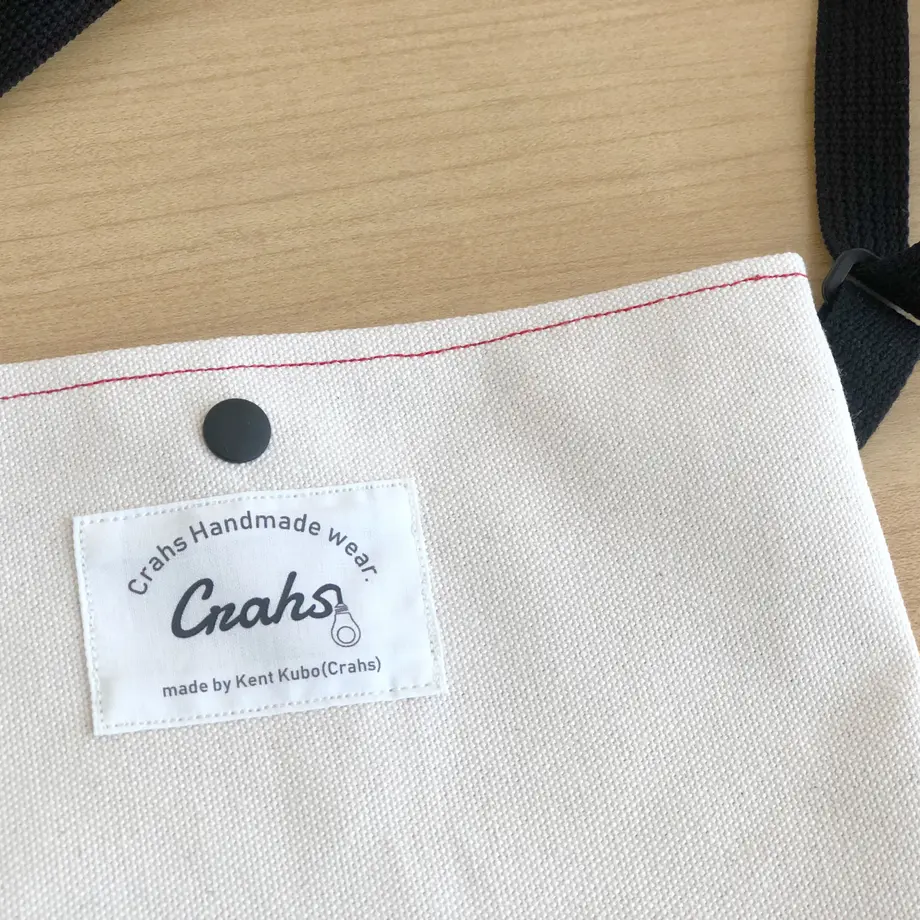 Crahs Handmade wear.
Crahs
made by Kent Kubo(Crahs)